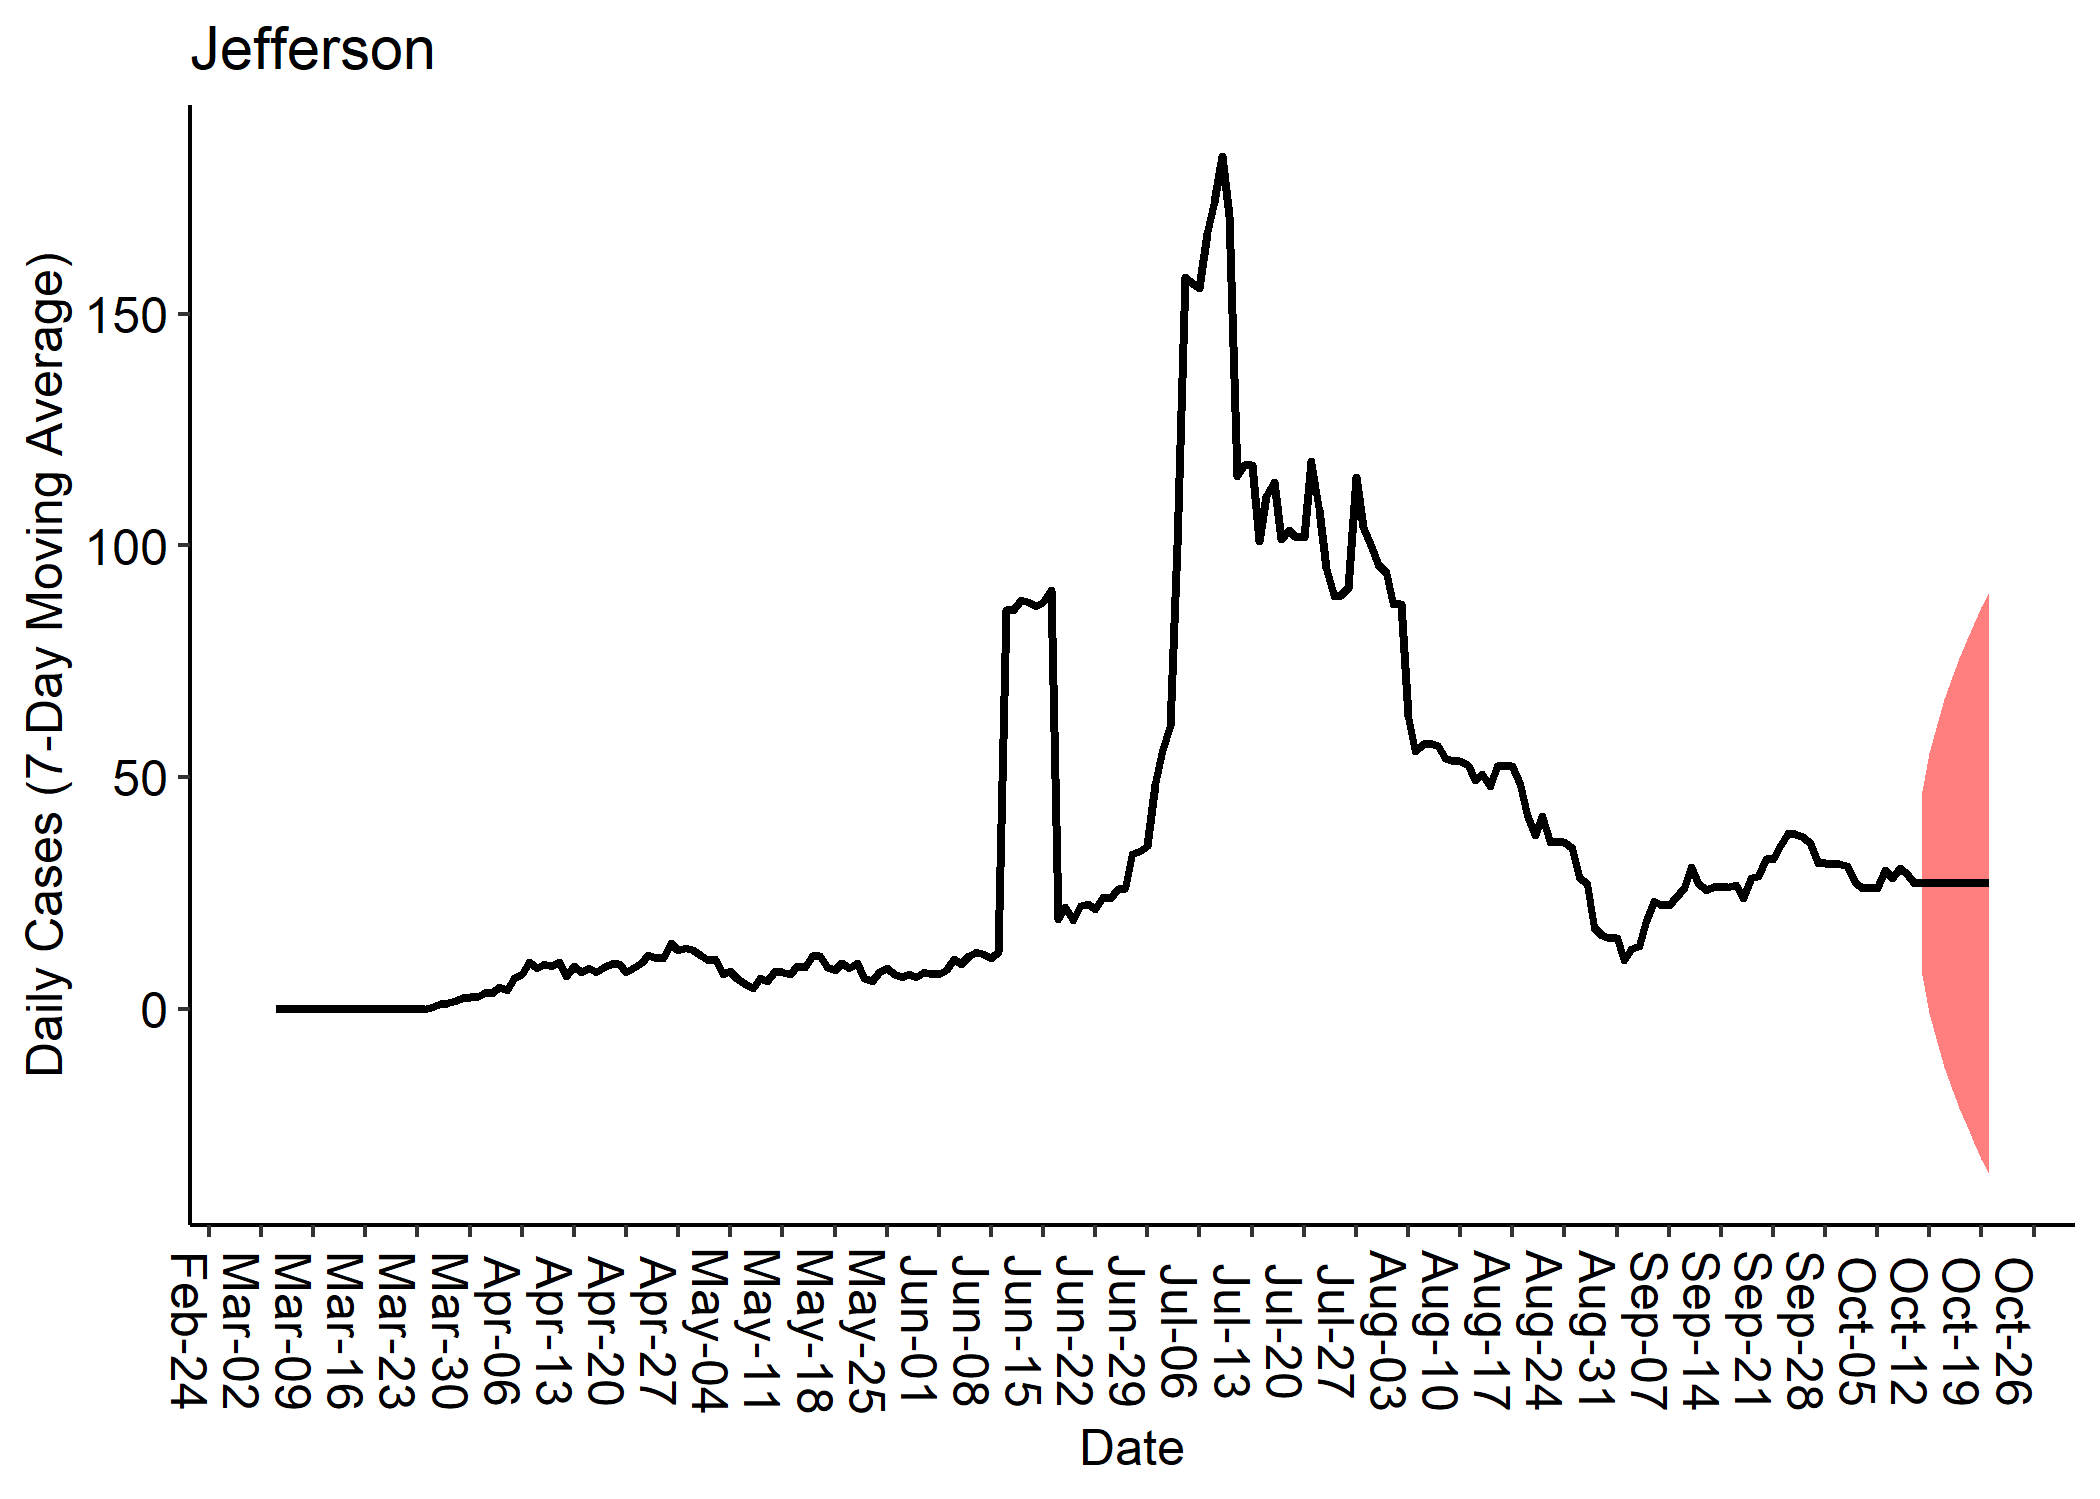 Jefferson
Daily Cases (7-Day Moving Average)
150
100
50
0
Feb-24
Mar-02
Mar-09
Mar-16
Mar-23
Mar-30
Apr-06
Apr-13
Apr-20
Apr-27
May-04
May-11
May-18
May-25
Jun-01
Jun-08
Jun-15
Jun-22
Jun-29
Jul-06
Jul-13
Jul-20
Jul-27
Aug-03
Aug-10
Aug-17
Aug-24
Aug-31
Sep-07
Sep-14
Sep-21
Sep-28
Oct-05
Oct-12
Oct-19
Oct-26
Date